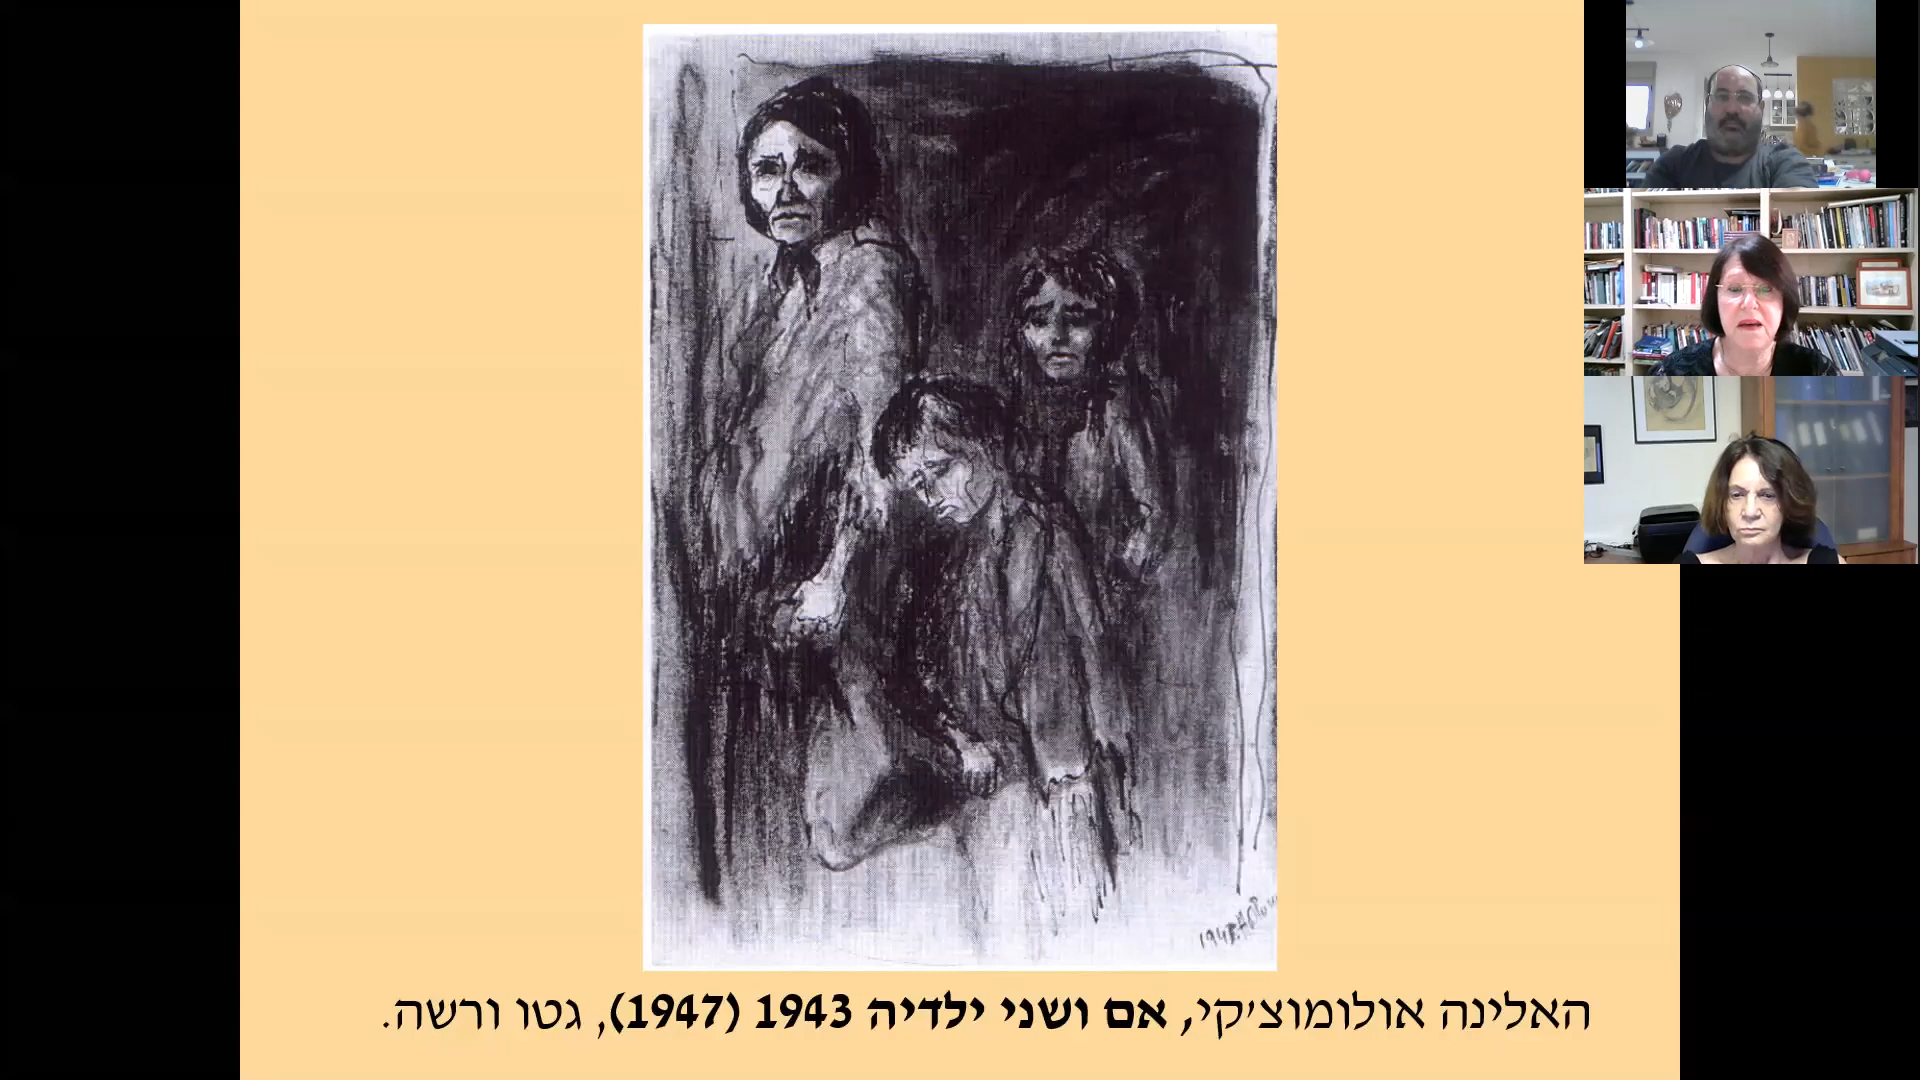 האלינה אולומוצ'קי, אם ושני ילדיה 1943 (1947), גטו ורשה.